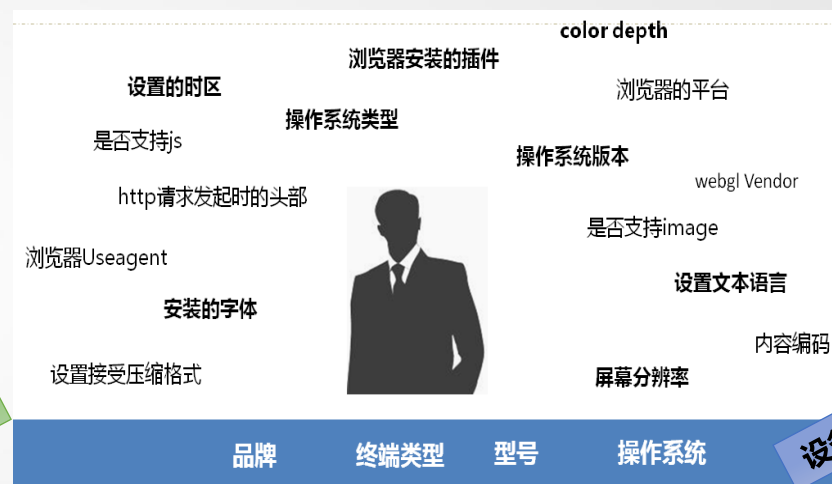 color depth
浏览器安装的插件
设置的时区
浏览器的平台
操作系统类型
是否支持js
操作系统版本
webgl Vendor
http请求发起时的头部
是否支持image
浏览器Useagent
设置文本语言
安装的字体
内容编码
设置接受压缩格式
屏幕分辨率
品牌 终端类型 型号 操作系统
设